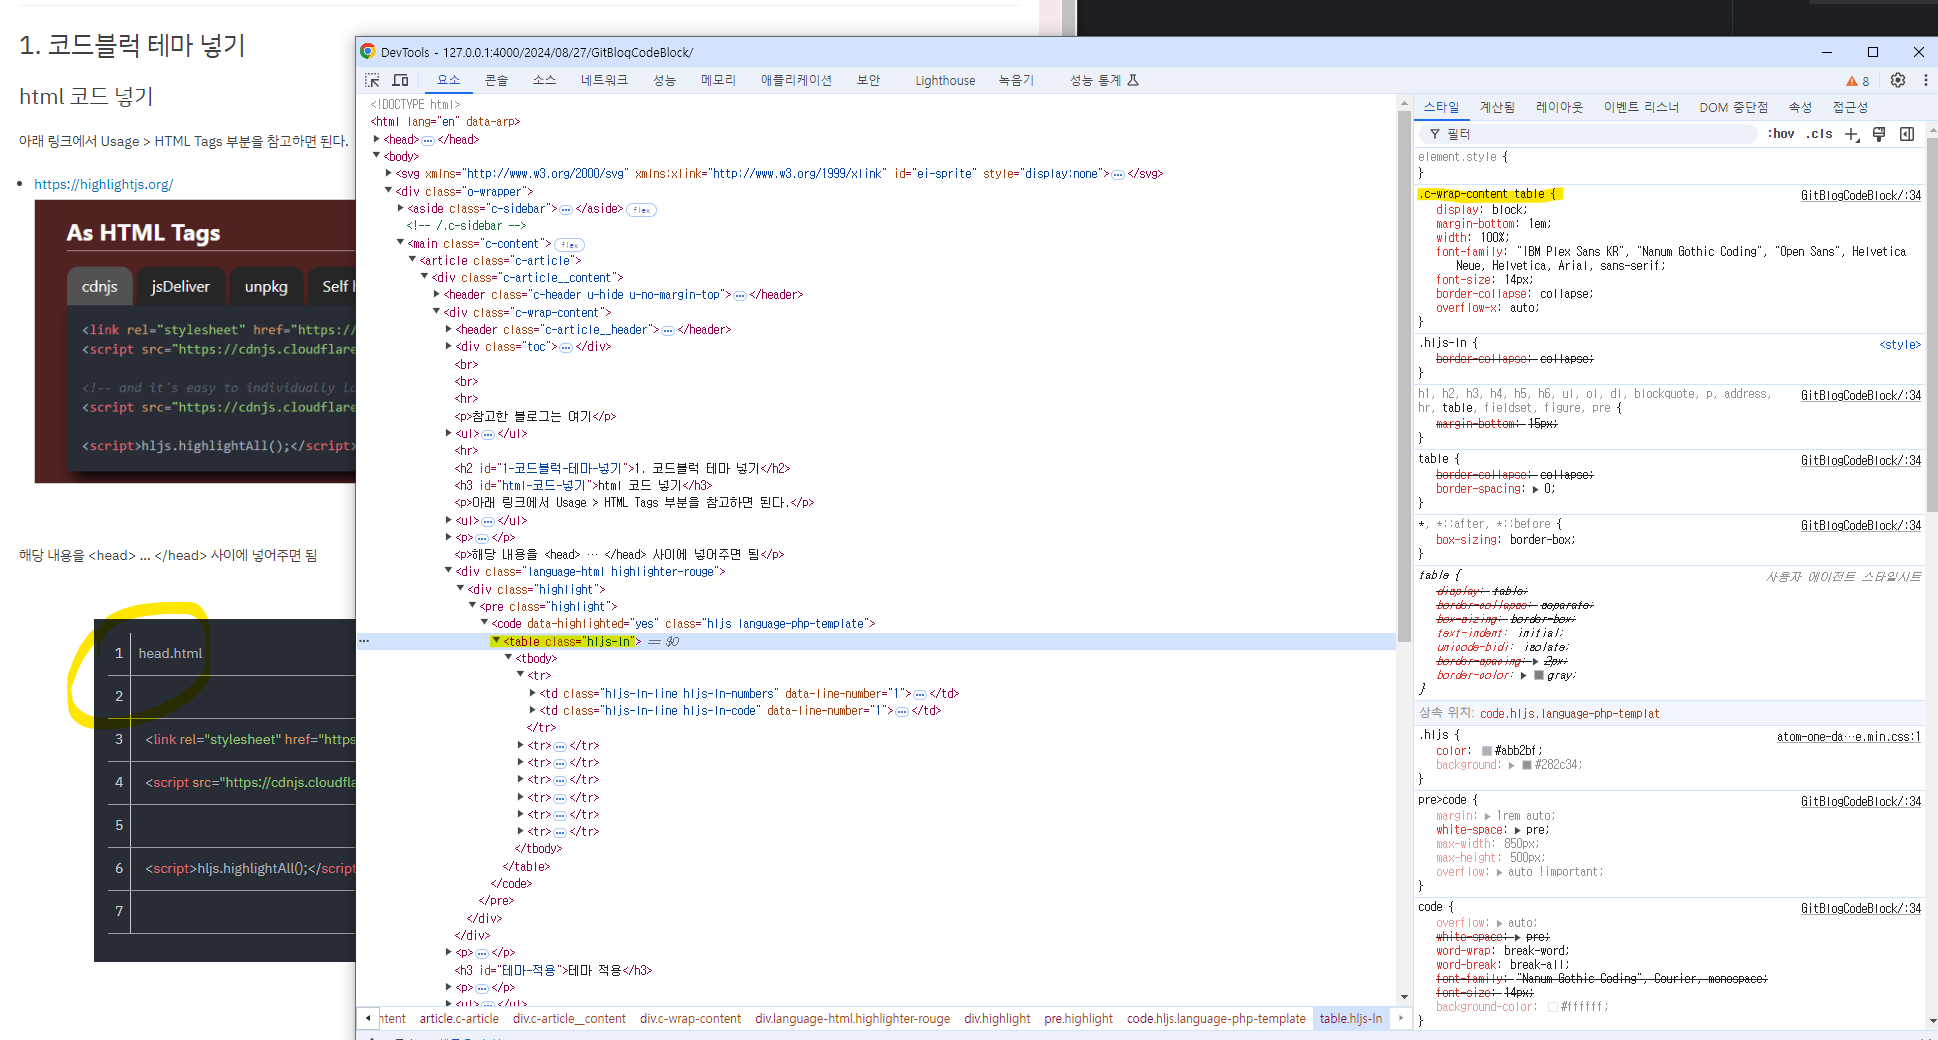 1. 코드블럭 테마 넣기
html 코드 넣기
아래 링크에서 Usage > HTML Tags 부분을 참고하면 된다.
https://highlightjs.org/
As HTML Tags
cdnjs jsDeliver unpkg Self
<link rel="stylesheet" href="https://
<script src="https://cdnjs.cloudflare
<!-- and it's easy to individually
<script src="https://cdnjs.cloudflare
<script>hljs.highlightAll();</script>
해당 내용을 <head> ... </head> 사이에 넣어주면 됨
1 head.html
2
3 <link rel="stylesheet" href="https
4 <script src="https://cdnjs.cloudfla
5
6 <script>hljs.highlightAll();</script
7
DevTools - 127.0.0.1:4000/2024/08/27/GitBlogCodeBlock/
요소 콘솔 소스 네트워크 성능 메모리 애플리케이션 보안 Lighthouse 녹음기 성능 통계 8
<!DOCTYPE html>
<html lang="en" data-arp>
<head> ⋯ </head>
<body>
<svg xmlns="http://www.w3.org/2000/svg" xmlns:xlink="http://www.w3.org/1999/xlink" id="ei-sprite" style="display:none"> ⋯ </svg>
<div class="o-wrapper">
<aside class="c-sidebar"> ⋯ </aside> flex
<!-- /.c-sidebar -->
<main class="c-content"> flex
<article class="c-article">
<div class="c-article__content">
<header class="c-header u-hide u-no-margin-top"> ⋯ </header>
<div class="c-wrap-content">
<header class="c-article__header"> ⋯ </header>
<div class="toc"> ⋯ </div>
<br>
<br>
<br>
<p>참고한 블로그는 여기</p>
<ul> ⋯ </ul>
<hr>
<h2 id="1-코드블럭-테마-넣기">1. 코드블럭 테마 넣기</h2>
<h3 id="html-코드-넣기">html 코드 넣기</h3>
<p>아래 링크에서 Usage > HTML Tags 부분을 참고하면 된다.</p>
<ul> ⋯ </ul>
<p> ⋯ </p>
<p>해당 내용을 <head> … </head> 사이에 넣어주면 됨</p>
<div class="language-html highlighter-rouge">
<div class="highlight">
<pre class="highlight">
<code data-highlighted="yes" class="hljs language-php-template">
⋯ <table class="hljs-ln"> == $0
<tbody>
<tr>
<td class="hljs-ln-line hljs-ln-numbers" data-line-number="1"> ⋯ </td>
<td class="hljs-ln-line hljs-ln-code" data-line-number="1"> ⋯ </td>
</tr>
<tr> ⋯ </tr>
<tr> ⋯ </tr>
<tr> ⋯ </tr>
<tr> ⋯ </tr>
<tr> ⋯ </tr>
<tr> ⋯ </tr>
</tbody>
</table>
</code>
</pre>
</div>
</div>
<p> ⋯ </p>
<h3 id="테마-적용">테마 적용</h3>
<p> ⋯ </p>
<ul> ⋯ </ul>
ntent article.c-article div.c-article__content div.c-wrap-content div.language-html.highlighter-rouge div.highlight pre.highlight code.hljs.language-php-template table.hljs-ln
스타일 계산됨 레이아웃 이벤트 리스너 DOM 중단점 속성 접근성
필터 :hov .cls
element.style {
}
.c-wrap-content table { GitBlogCodeBlock/:34
display: block;
margin-bottom: 1em;
width: 100%;
font-family: "IBM Plex Sans KR", "Nanum Gothic Coding", "Open Sans", Helvetica
Neue, Helvetica, Arial, sans-serif;
font-size: 14px;
border-collapse: collapse;
overflow-x: auto;
}
.hljs-ln { <style>
border-collapse: collapse;
}
h1, h2, h3, h4, h5, h6, ul, ol, dl, blockquote, p, address, GitBlogCodeBlock/:34
hr, table, fieldset, figure, pre {
margin-bottom: 15px;
}
table { GitBlogCodeBlock/:34
border-collapse: collapse;
border-spacing: 0;
}
*, *::after, *::before { GitBlogCodeBlock/:34
box-sizing: border-box;
}
table { 사용자 에이전트 스타일시트
display: table;
border-collapse: separate;
box-sizing: border-box;
text-indent: initial;
unicode-bidi: isolate;
border-spacing: 2px;
border-color: gray;
}
상속 위치: code.hljs.language-php-templat
.hljs { atom-one-da…e.min.css:1
color: #abb2bf;
background: #282c34;
}
pre>code { GitBlogCodeBlock/:34
margin: 1rem auto;
white-space: pre;
max-width: 850px;
max-height: 500px;
overflow: auto !important;
}
code { GitBlogCodeBlock/:34
overflow: auto;
white-space: pre;
word-wrap: break-word;
word-break: break-all;
font-family: "Nanum Gothic Coding", Courier, monospace;
font-size: 14px;
background-color: #ffffff;
}